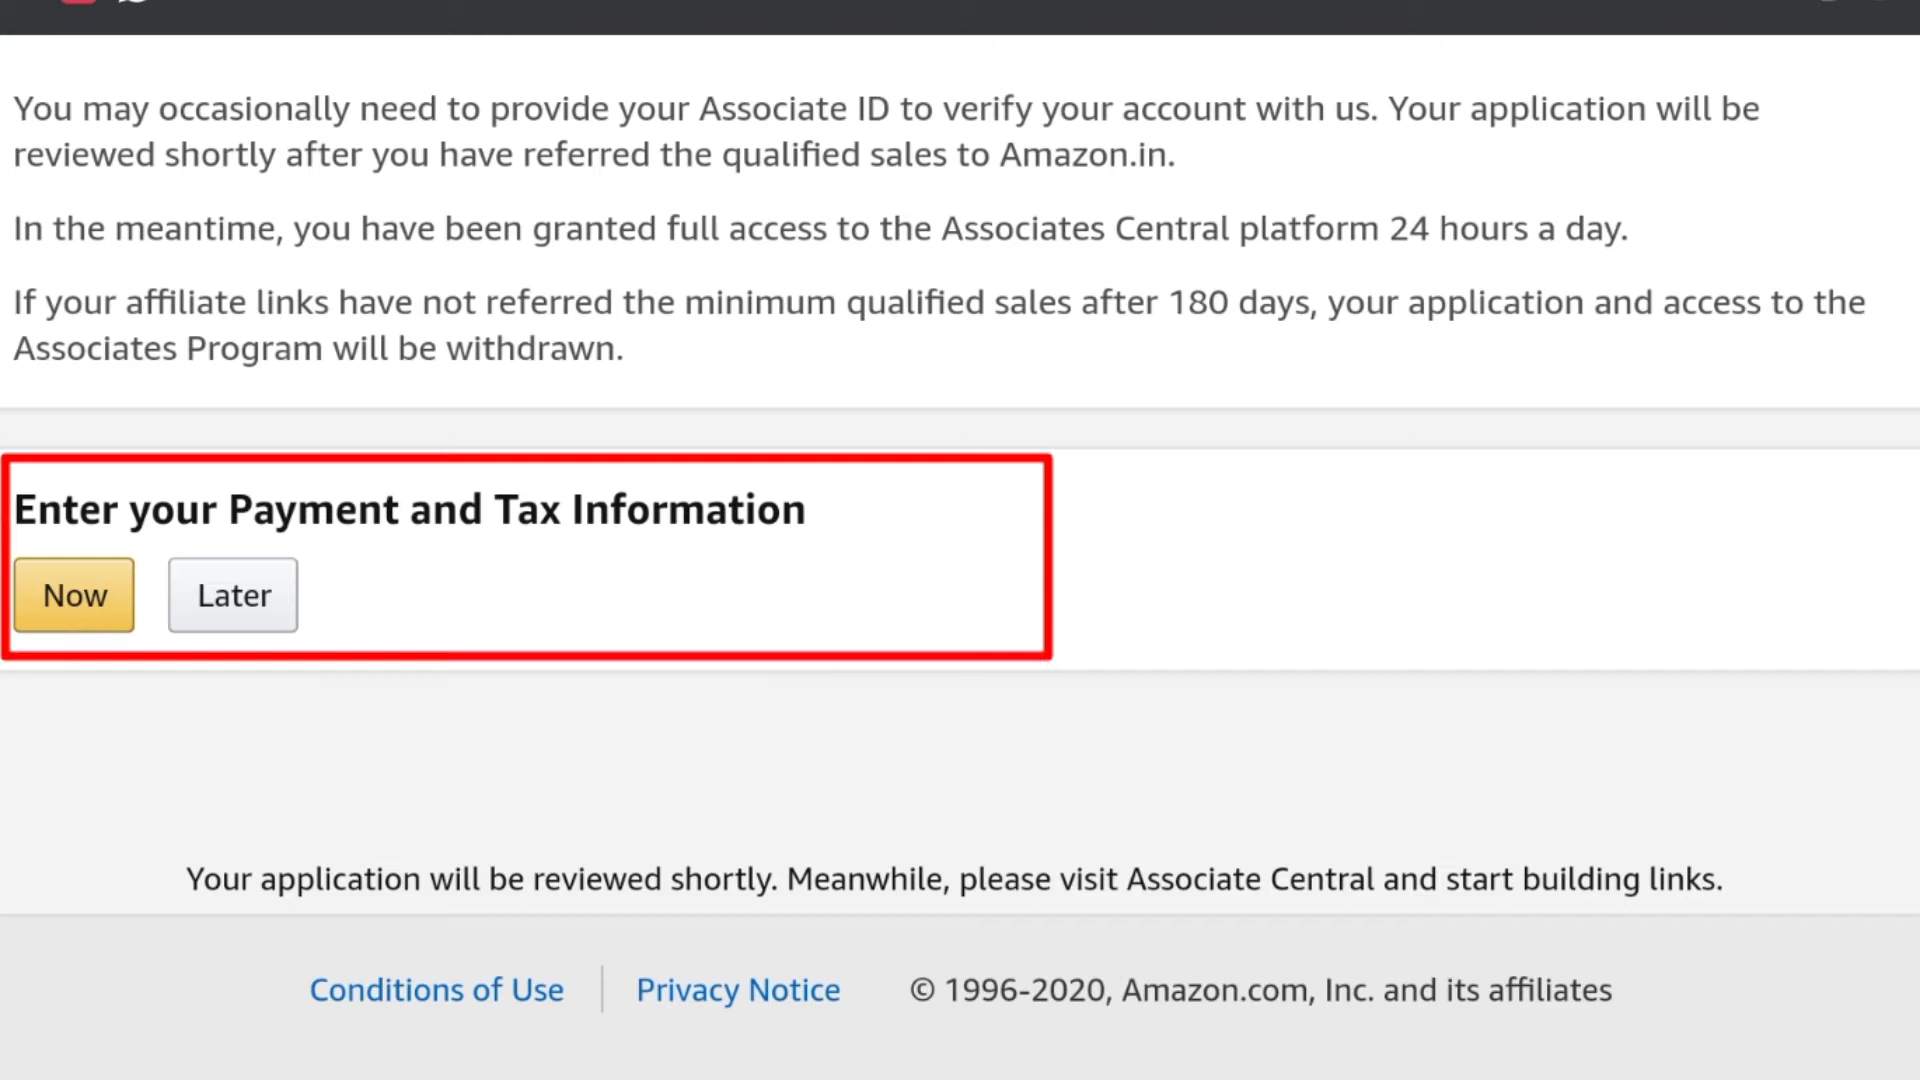 You may occasionally need to provide your Associate ID to verify your account with us. Your application will be
reviewed shortly after you have referred the qualified sales to Amazon.in.
In the meantime, you have been granted full access to the Associates Central platform 24 hours a day.
If your affiliate links have not referred the minimum qualified sales after 180 days, your application and access to the
Associates Program will be withdrawn.
Enter your Payment and Tax Information
Now Later
Your application will be reviewed shortly. Meanwhile, please visit Associate Central and start building links.
Conditions of Use Privacy Notice © 1996-2020, Amazon.com, Inc. and its affiliates